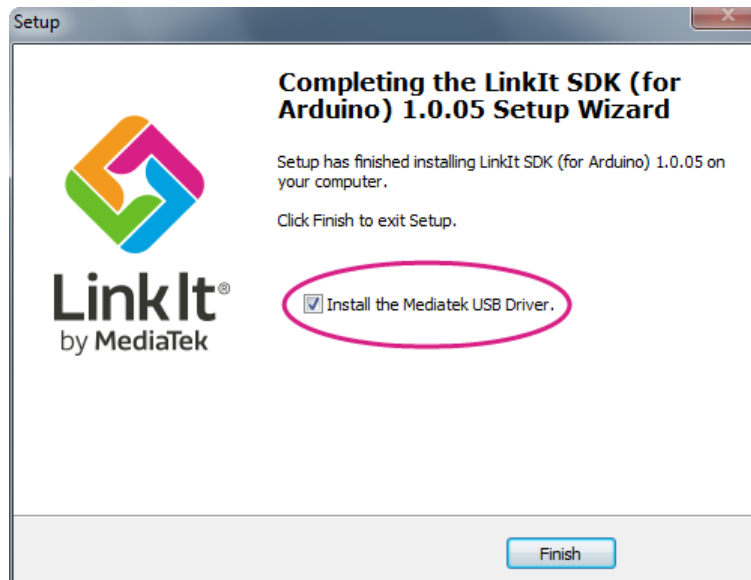 Setup
Completing the LinkIt SDK (for
Arduino) 1.0.05 Setup Wizard
Setup has finished installing LinkIt SDK (for Arduino) 1.0.05 on
your computer.
Click Finish to exit Setup.
LinkIt®
by MediaTek
Install the Mediatek USB Driver.
Finish